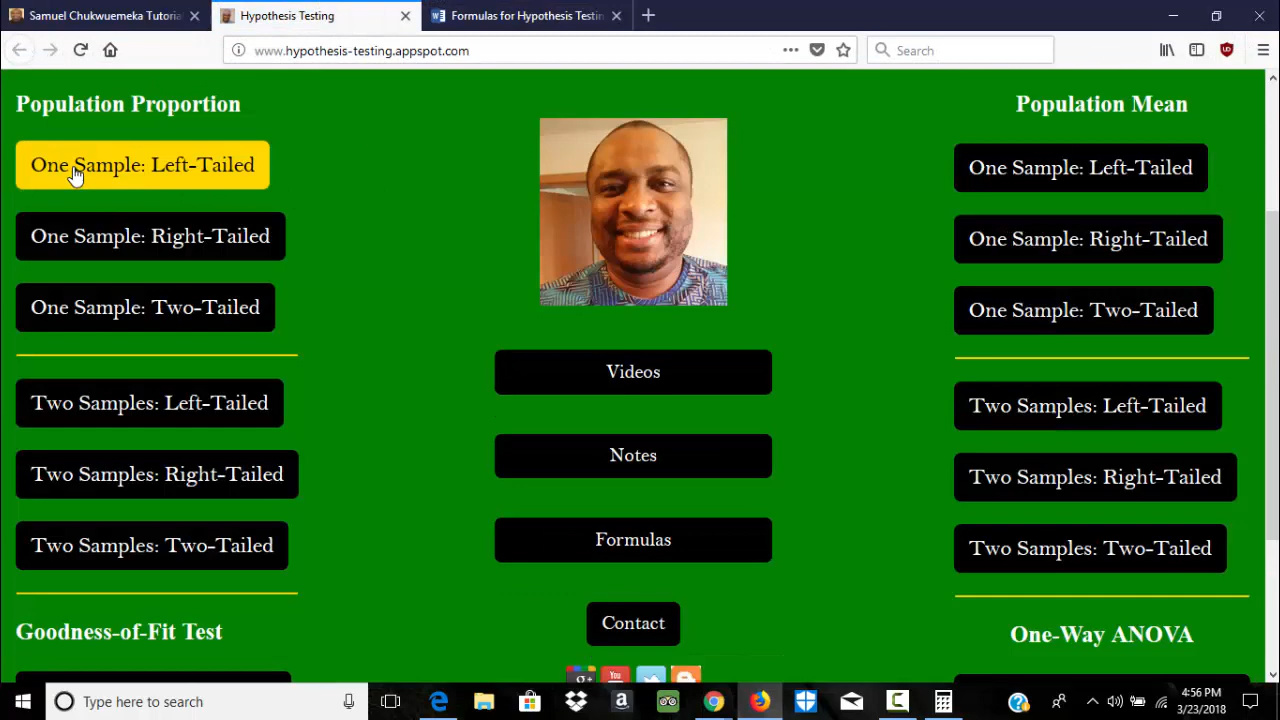 Samuel Chukwuemeka Tutoria
Hypothesis Testing
Formulas for Hypothesis Testin
www.hypothesis-testing.appspot.com
Search
Population Proportion
One Sample: Left-Tailed
One Sample: Right-Tailed
One Sample: Two-Tailed
Two Samples: Left-Tailed
Two Samples: Right-Tailed
Two Samples: Two-Tailed
Goodness-of-Fit Test
Videos
Notes
Formulas
Contact
Population Mean
One Sample: Left-Tailed
One Sample: Right-Tailed
One Sample: Two-Tailed
Two Samples: Left-Tailed
Two Samples: Right-Tailed
Two Samples: Two-Tailed
One-Way ANOVA
Type here to search
4:56 PM
3/23/2018